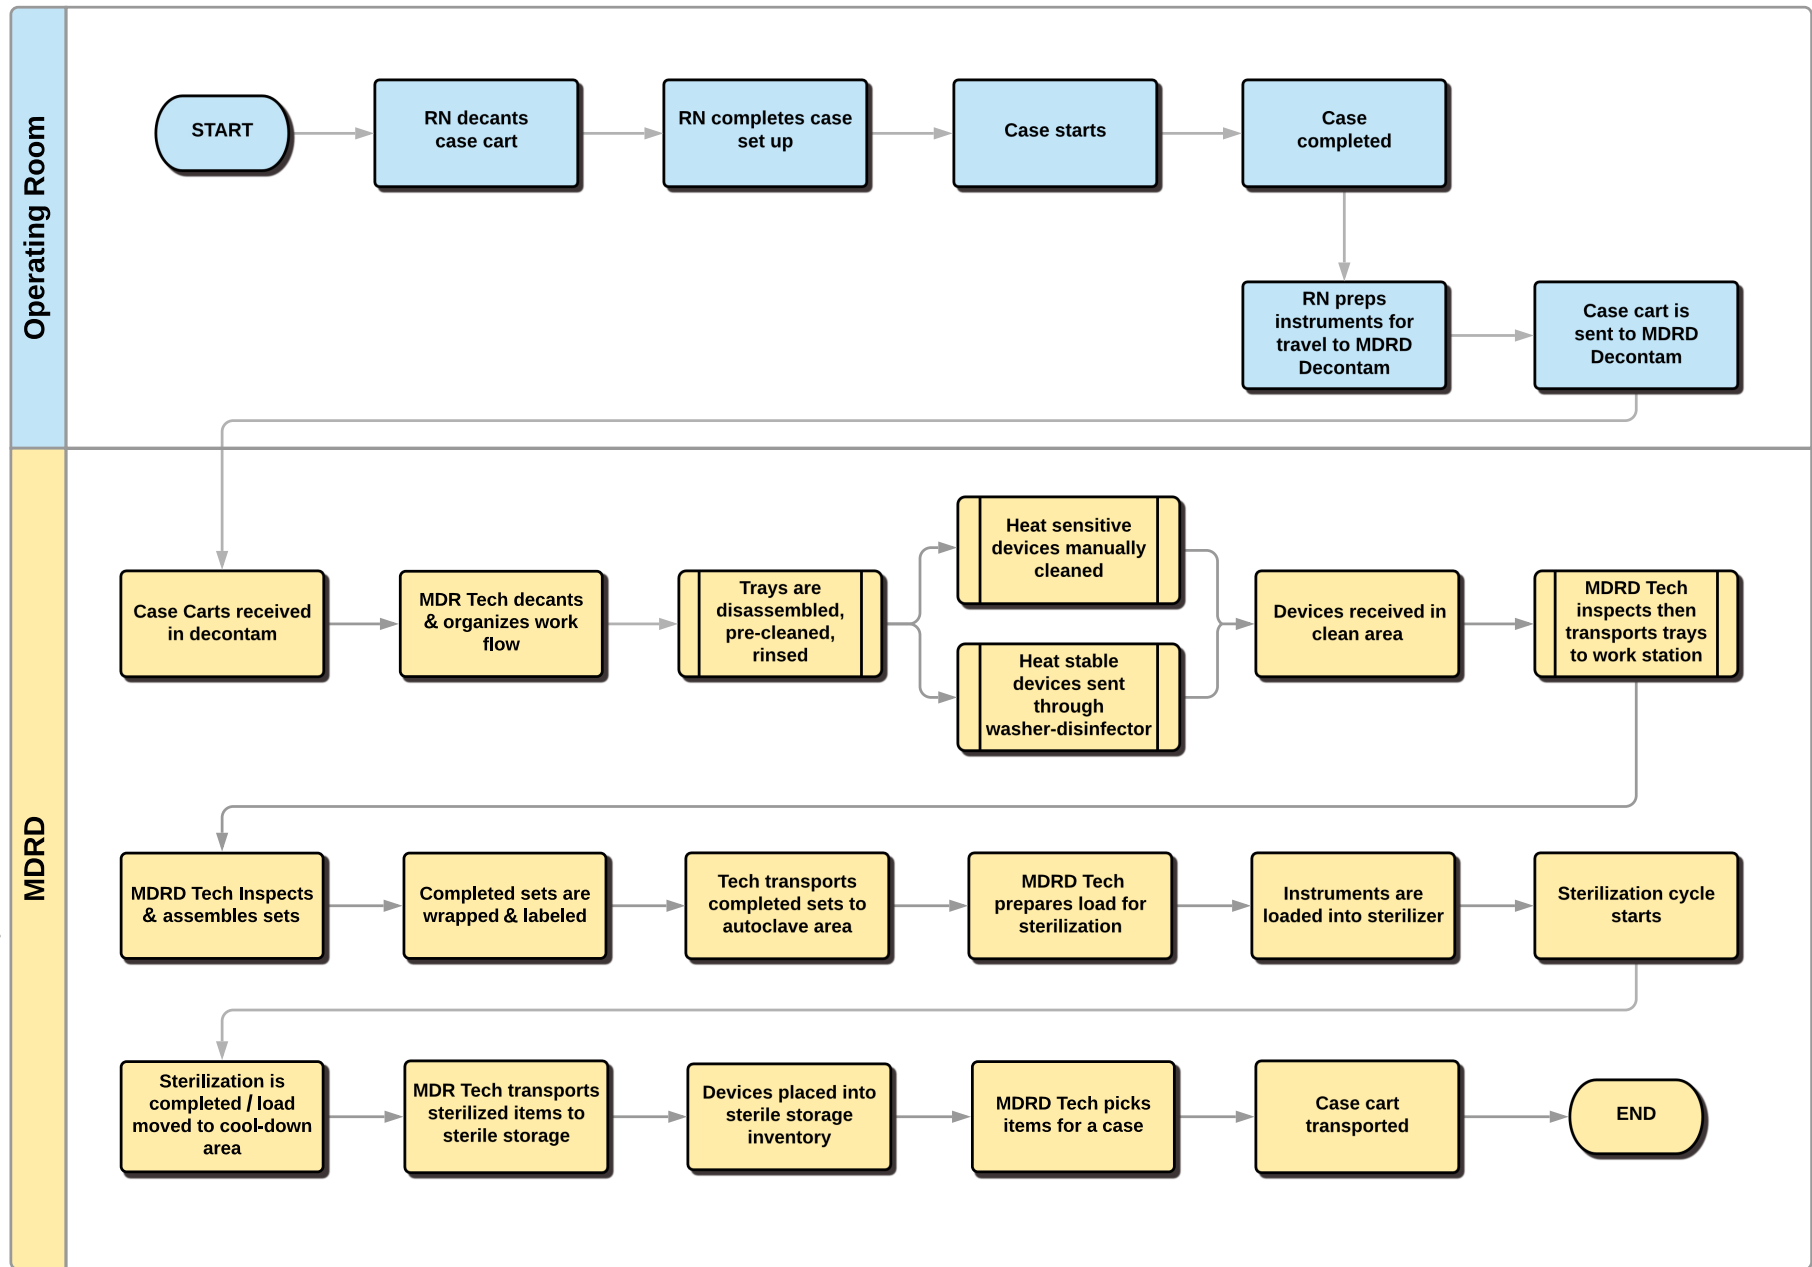 Operating Room
START
RN decants
case cart
RN completes case
set up
Case starts
Case
completed
RN preps
instruments for
travel to MDRD
Decontam
Case cart is
sent to MDRD
Decontam
MDRD
Case Carts received
in decontam
MDR Tech decants
& organizes work
flow
Trays are
disassembled,
pre-cleaned,
rinsed
Heat sensitive
devices manually
cleaned
Heat stable
devices sent
through
washer-disinfector
Devices received in
clean area
MDRD Tech
inspects then
transports trays
to work station
MDRD Tech Inspects
& assembles sets
Completed sets are
wrapped & labeled
Tech transports
completed sets to
autoclave area
MDRD Tech
prepares load for
sterilization
Instruments are
loaded into sterilizer
Sterilization cycle
starts
Sterilization is
completed / load
moved to cool-down
area
MDR Tech transports
sterilized items to
sterile storage
Devices placed into
sterile storage
inventory
MDRD Tech picks
items for a case
Case cart
transported
END